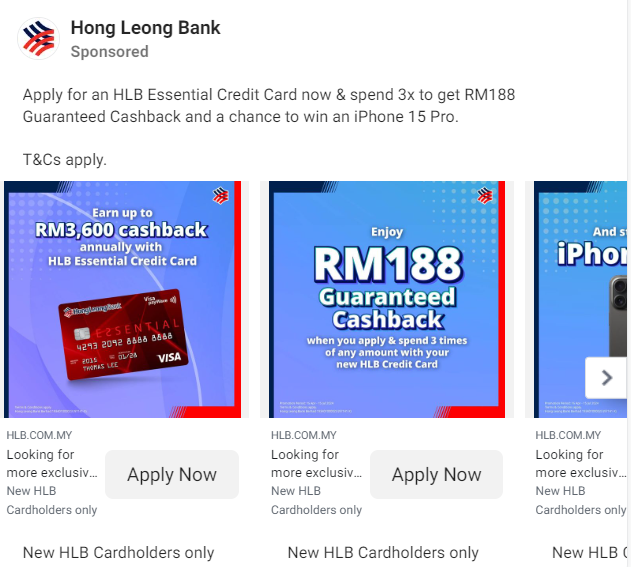 Hong Leong Bank
Sponsored
Apply for an HLB Essential Credit Card now & spend 3x to get RM188
Guaranteed Cashback and a chance to win an iPhone 15 Pro.
T&Cs apply.
Earn up to
RM3,600 cashback
annually with
HLB Essential Credit Card
HongLeong Bank
Visa
payWave
ESSENTIAL
4293 2092 8888 8888
2015
01/28
THOMAS LEE
VISA
HLB.COM.MY
Looking for
more exclusiv...
New HLB
Cardholders only
Apply Now
New HLB Cardholders only
Enjoy
RM188
Guaranteed
Cashback
when you apply & spend 3 times
of any amount with your
new HLB Credit Card
HLB.COM.MY
Looking for
more exclusiv...
New HLB
Cardholders only
Apply Now
New HLB Cardholders only
And s
iPho
HLB.COM.MY
Looking for
more exclusiv...
New HLB
Cardholders only
New HLB